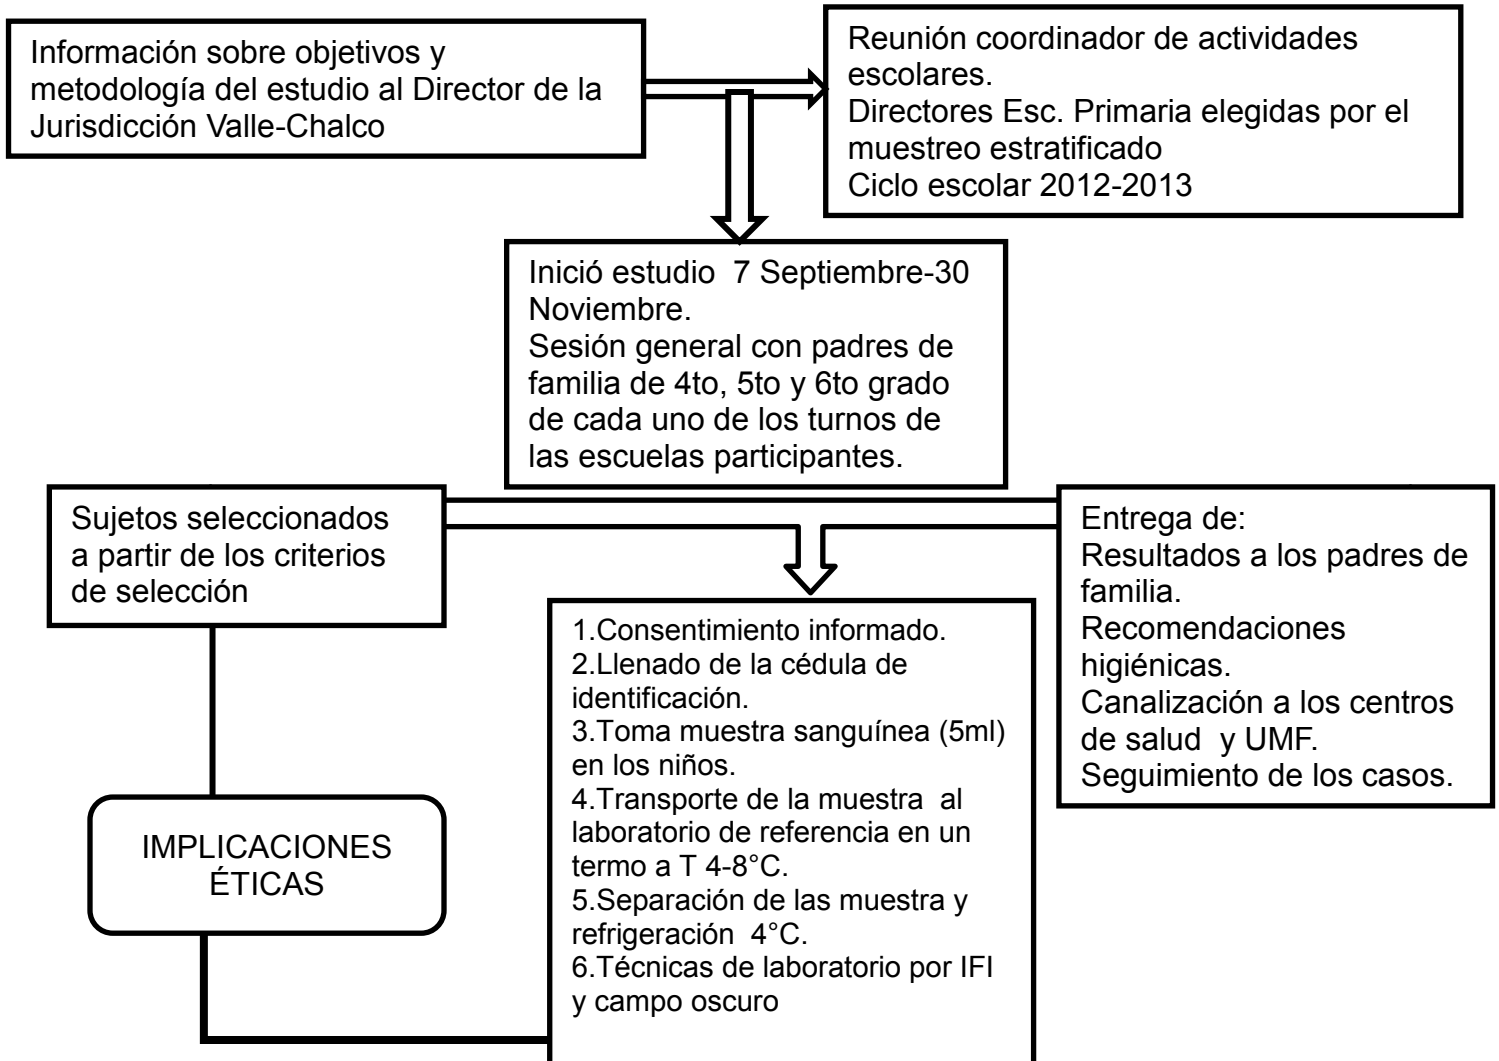 Información sobre objetivos y
metodología del estudio al Director de la
Jurisdicción Valle-Chalco
Reunión coordinador de actividades
escolares.
Directores Esc. Primaria elegidas por el
muestreo estratificado
Ciclo escolar 2012-2013
Inició estudio  7 Septiembre-30
Noviembre.
Sesión general con padres de
familia de 4to, 5to y 6to grado
de cada uno de los turnos de
las escuelas participantes.
Sujetos seleccionados
a partir de los criterios
de selección
Entrega de:
Resultados a los padres de
familia.
Recomendaciones
higiénicas.
Canalización a los centros
de salud  y UMF.
Seguimiento de los casos.
1.Consentimiento informado.
2.Llenado de la cédula de
identificación.
3.Toma muestra sanguínea (5ml)
en los niños.
4.Transporte de la muestra  al
laboratorio de referencia en un
termo a T 4-8°C.
5.Separación de las muestra y
refrigeración  4°C.
6.Técnicas de laboratorio por IFI
y campo oscuro
IMPLICACIONES
ÉTICAS